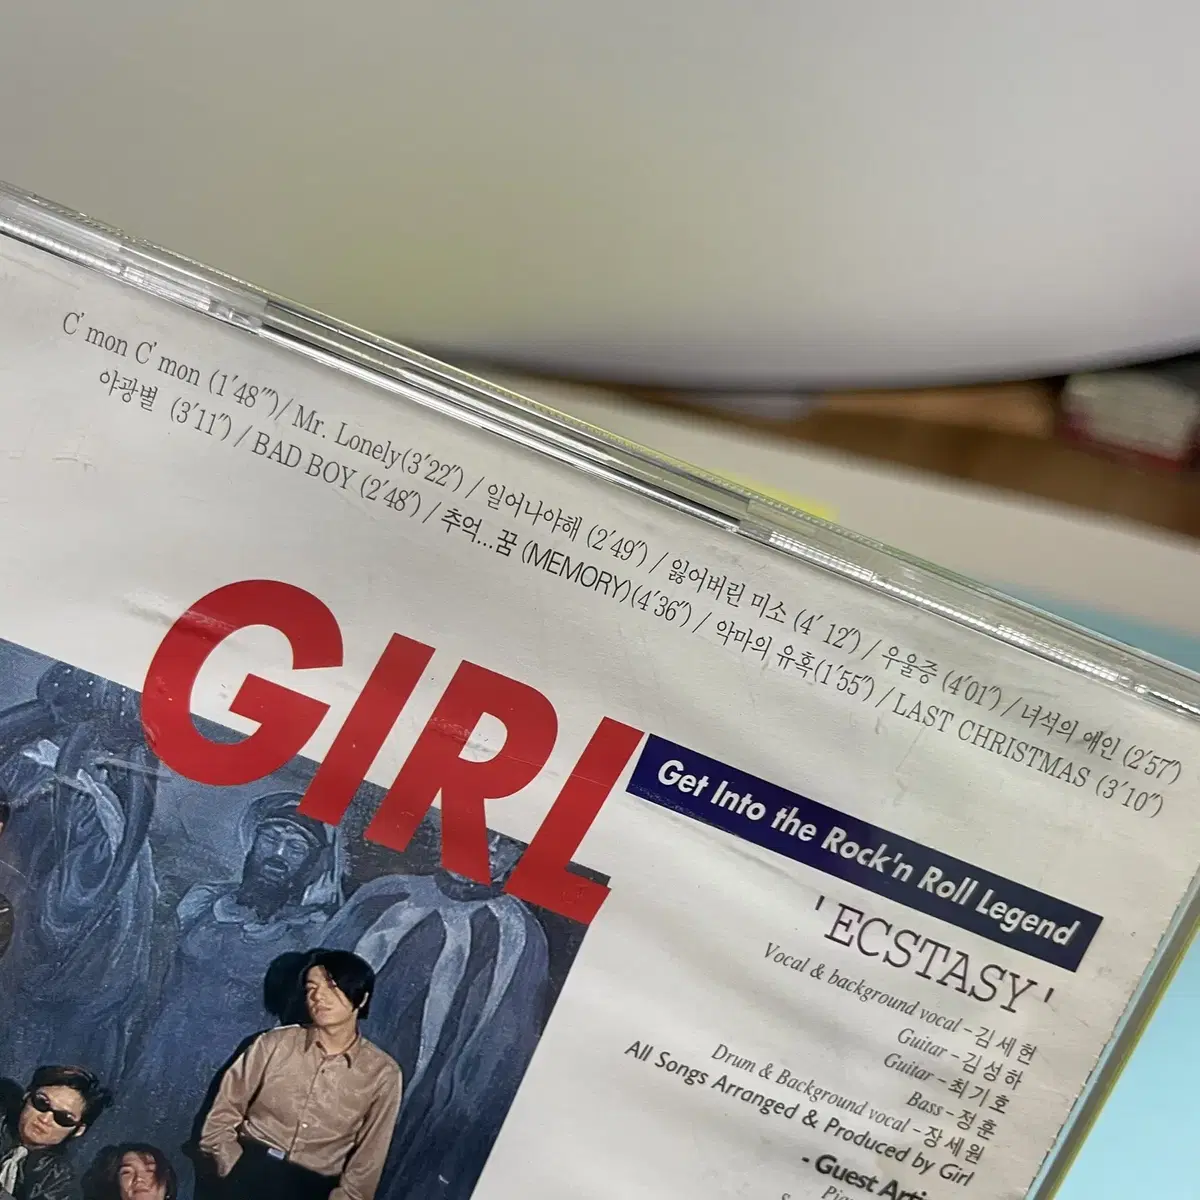 C'mon C'mon (1'48")/ Mr. Lonely(3'22") / 일어나야해 (2'49") / 잃어버린 미소 (4'12") / 우울증 (4'01") / 녀석의 애인 (2'57")
야광별 (3'11") / BAD BOY (2'48") / 추억...꿈 (MEMORY)(4'36") / 악마의 유혹(1'55") / LAST CHRISTMAS (3'10")
GIRL
Get Into the Rock'n Roll Legend
'ECSTASY'
Vocal & background vocal - 김세헌
Guitar - 김성하
Guitar - 최기호
Bass - 정훈
Drum & Background vocal - 장세원
All Songs Arranged & Produced by Girl
- Guest